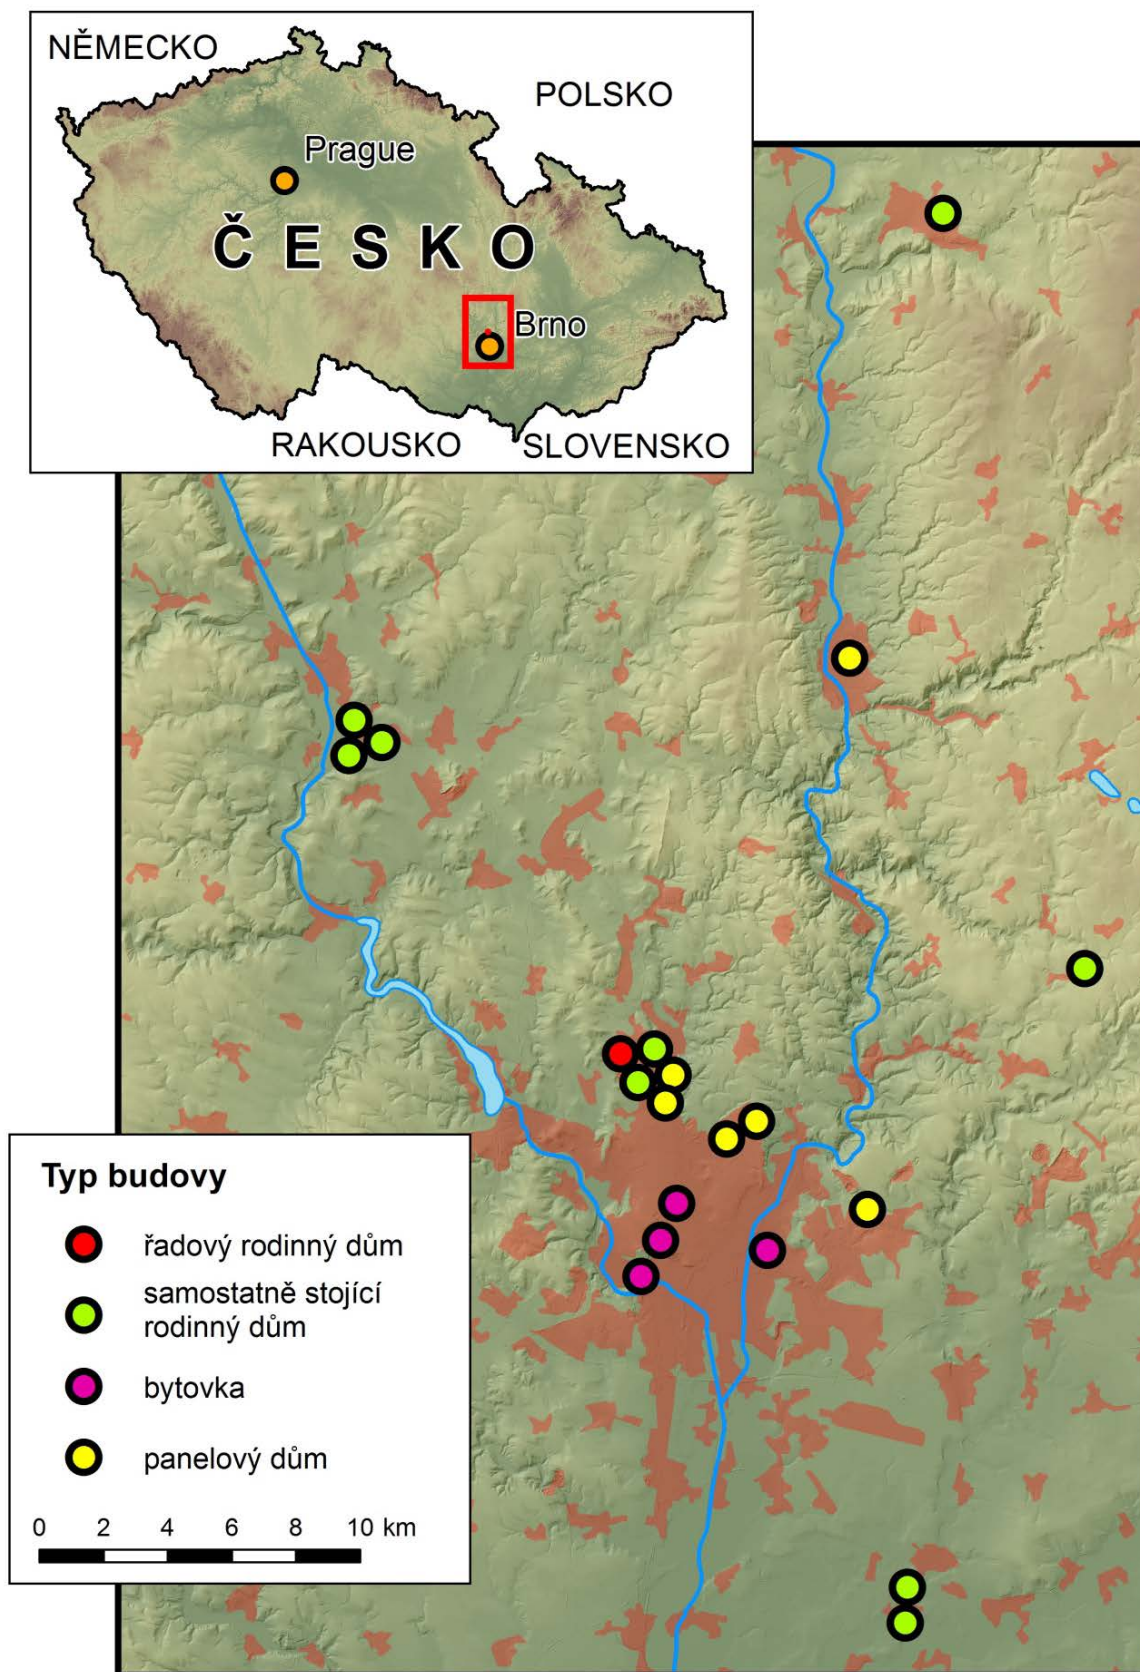 NĚMECKO
POLSKO
Prague
ČESKO
Brno
RAKOUSKO
SLOVENSKO
Typ budovy
řadový rodinný dům
samostatně stojící
rodinný dům
bytovka
panelový dům
0 2 4 6 8 10 km